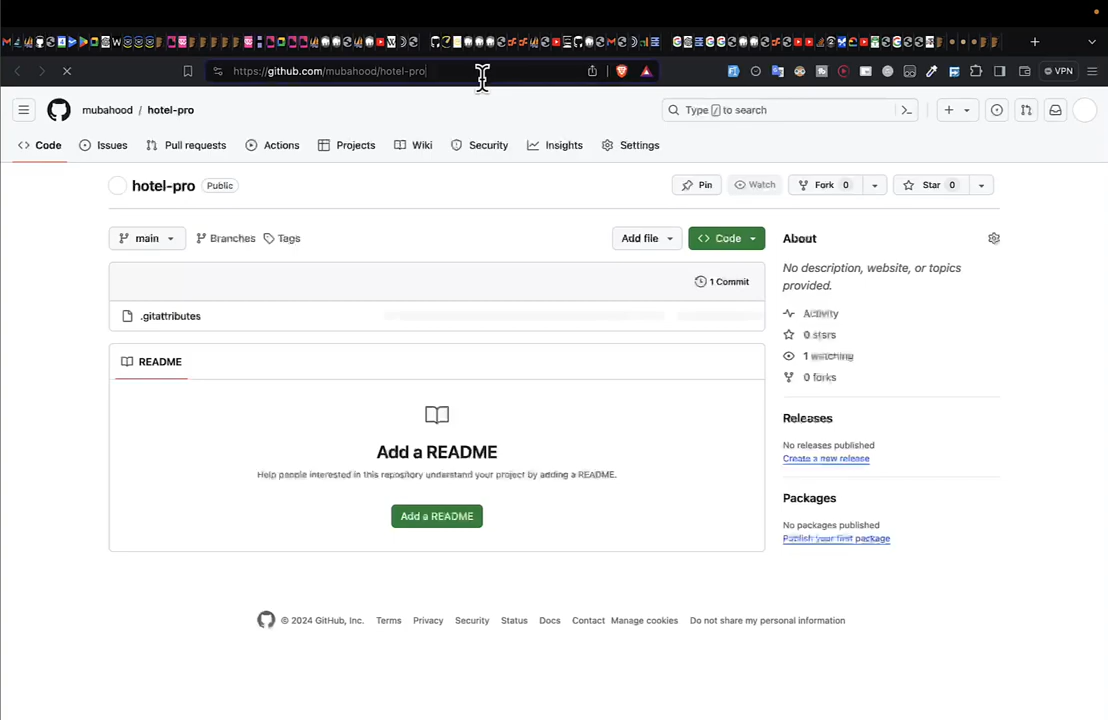 https://github.com/mubahood/hotel-pro
VPN
mubahood / hotel-pro
Type / to search
Code
Issues
Pull requests
Actions
Projects
Wiki
Security
Insights
Settings
hotel-pro
Public
Pin
Watch
Fork 0
Star 0
main
Branches
Tags
Add file
Code
1 Commit
.gitattributes
README
Add a README
Help people interested in this repository understand your project by adding a README.
Add a README
About
No description, website, or topics
provided.
Activity
0 stars
1 watching
0 forks
Releases
No releases published
Create a new release
Packages
No packages published
Publish your first package
© 2024 GitHub, Inc.
Terms
Privacy
Security
Status
Docs
Contact
Manage cookies
Do not share my personal information